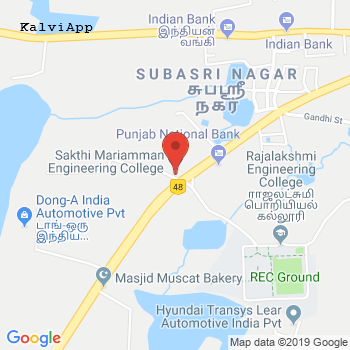 KalviApp
Indian Bank
இந்தியன்
வங்கி
Indian Bank
SUBASRI NAGAR
சுபஸ்ரீ
நகர்
Gandhi St
Punjab National Bank
Sakthi Mariamman
Engineering College
48
Rajalakshmi
Engineering
College
ராஜலட்சுமி
பொறியியல்
கல்லூரி
Dong-A India
Automotive Pvt
டாங்-ஒரு
இந்திய...
Masjid Muscat Bakery
REC Ground
Hyundai Transys Lear
Automotive India Pvt
Google
Map data ©2019 Google